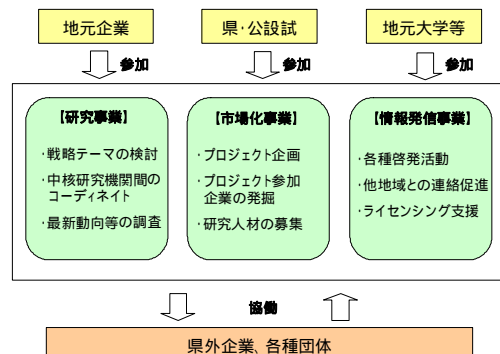 地元企業
県・公設試
地元大学等
参加
参加
参加
【研究事業】
・戦略テーマの検討
・中核研究機関間の
コーディネイト
・最新動向等の調査
【市場化事業】
・プロジェクト企画
・プロジェクト参加
企業の発掘
・研究人材の募集
【情報発信事業】
・各種啓発活動
・他地域との連絡促進
・ライセンシング支援
協働
県外企業、各種団体